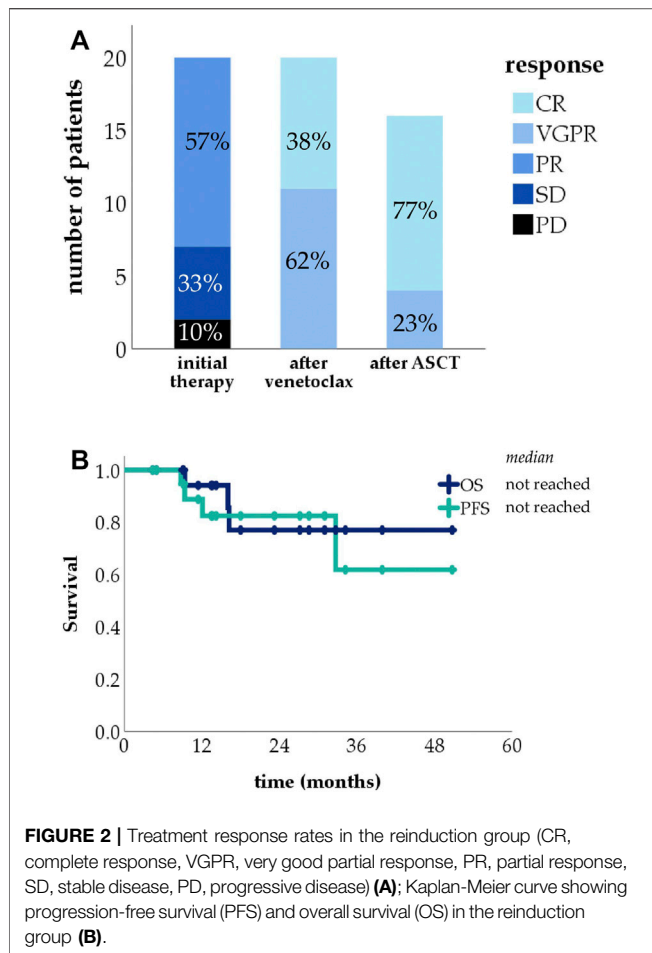 A
number of patients
20
15
10
5
0
57%
33%
10%
38%
62%
77%
23%
initial
therapy
after
venetoclax
after ASCT
response
CR
VGPR
PR
SD
PD
B
Survival
1.0
0.8
0.6
0.4
0.2
0.0
0
12
24
36
48
60
time (months)
median
OS not reached
PFS not reached
FIGURE 2 | Treatment response rates in the reinduction group (CR,
complete response, VGPR, very good partial response, PR, partial response,
SD, stable disease, PD, progressive disease) (A); Kaplan-Meier curve showing
progression-free survival (PFS) and overall survival (OS) in the reinduction
group (B).